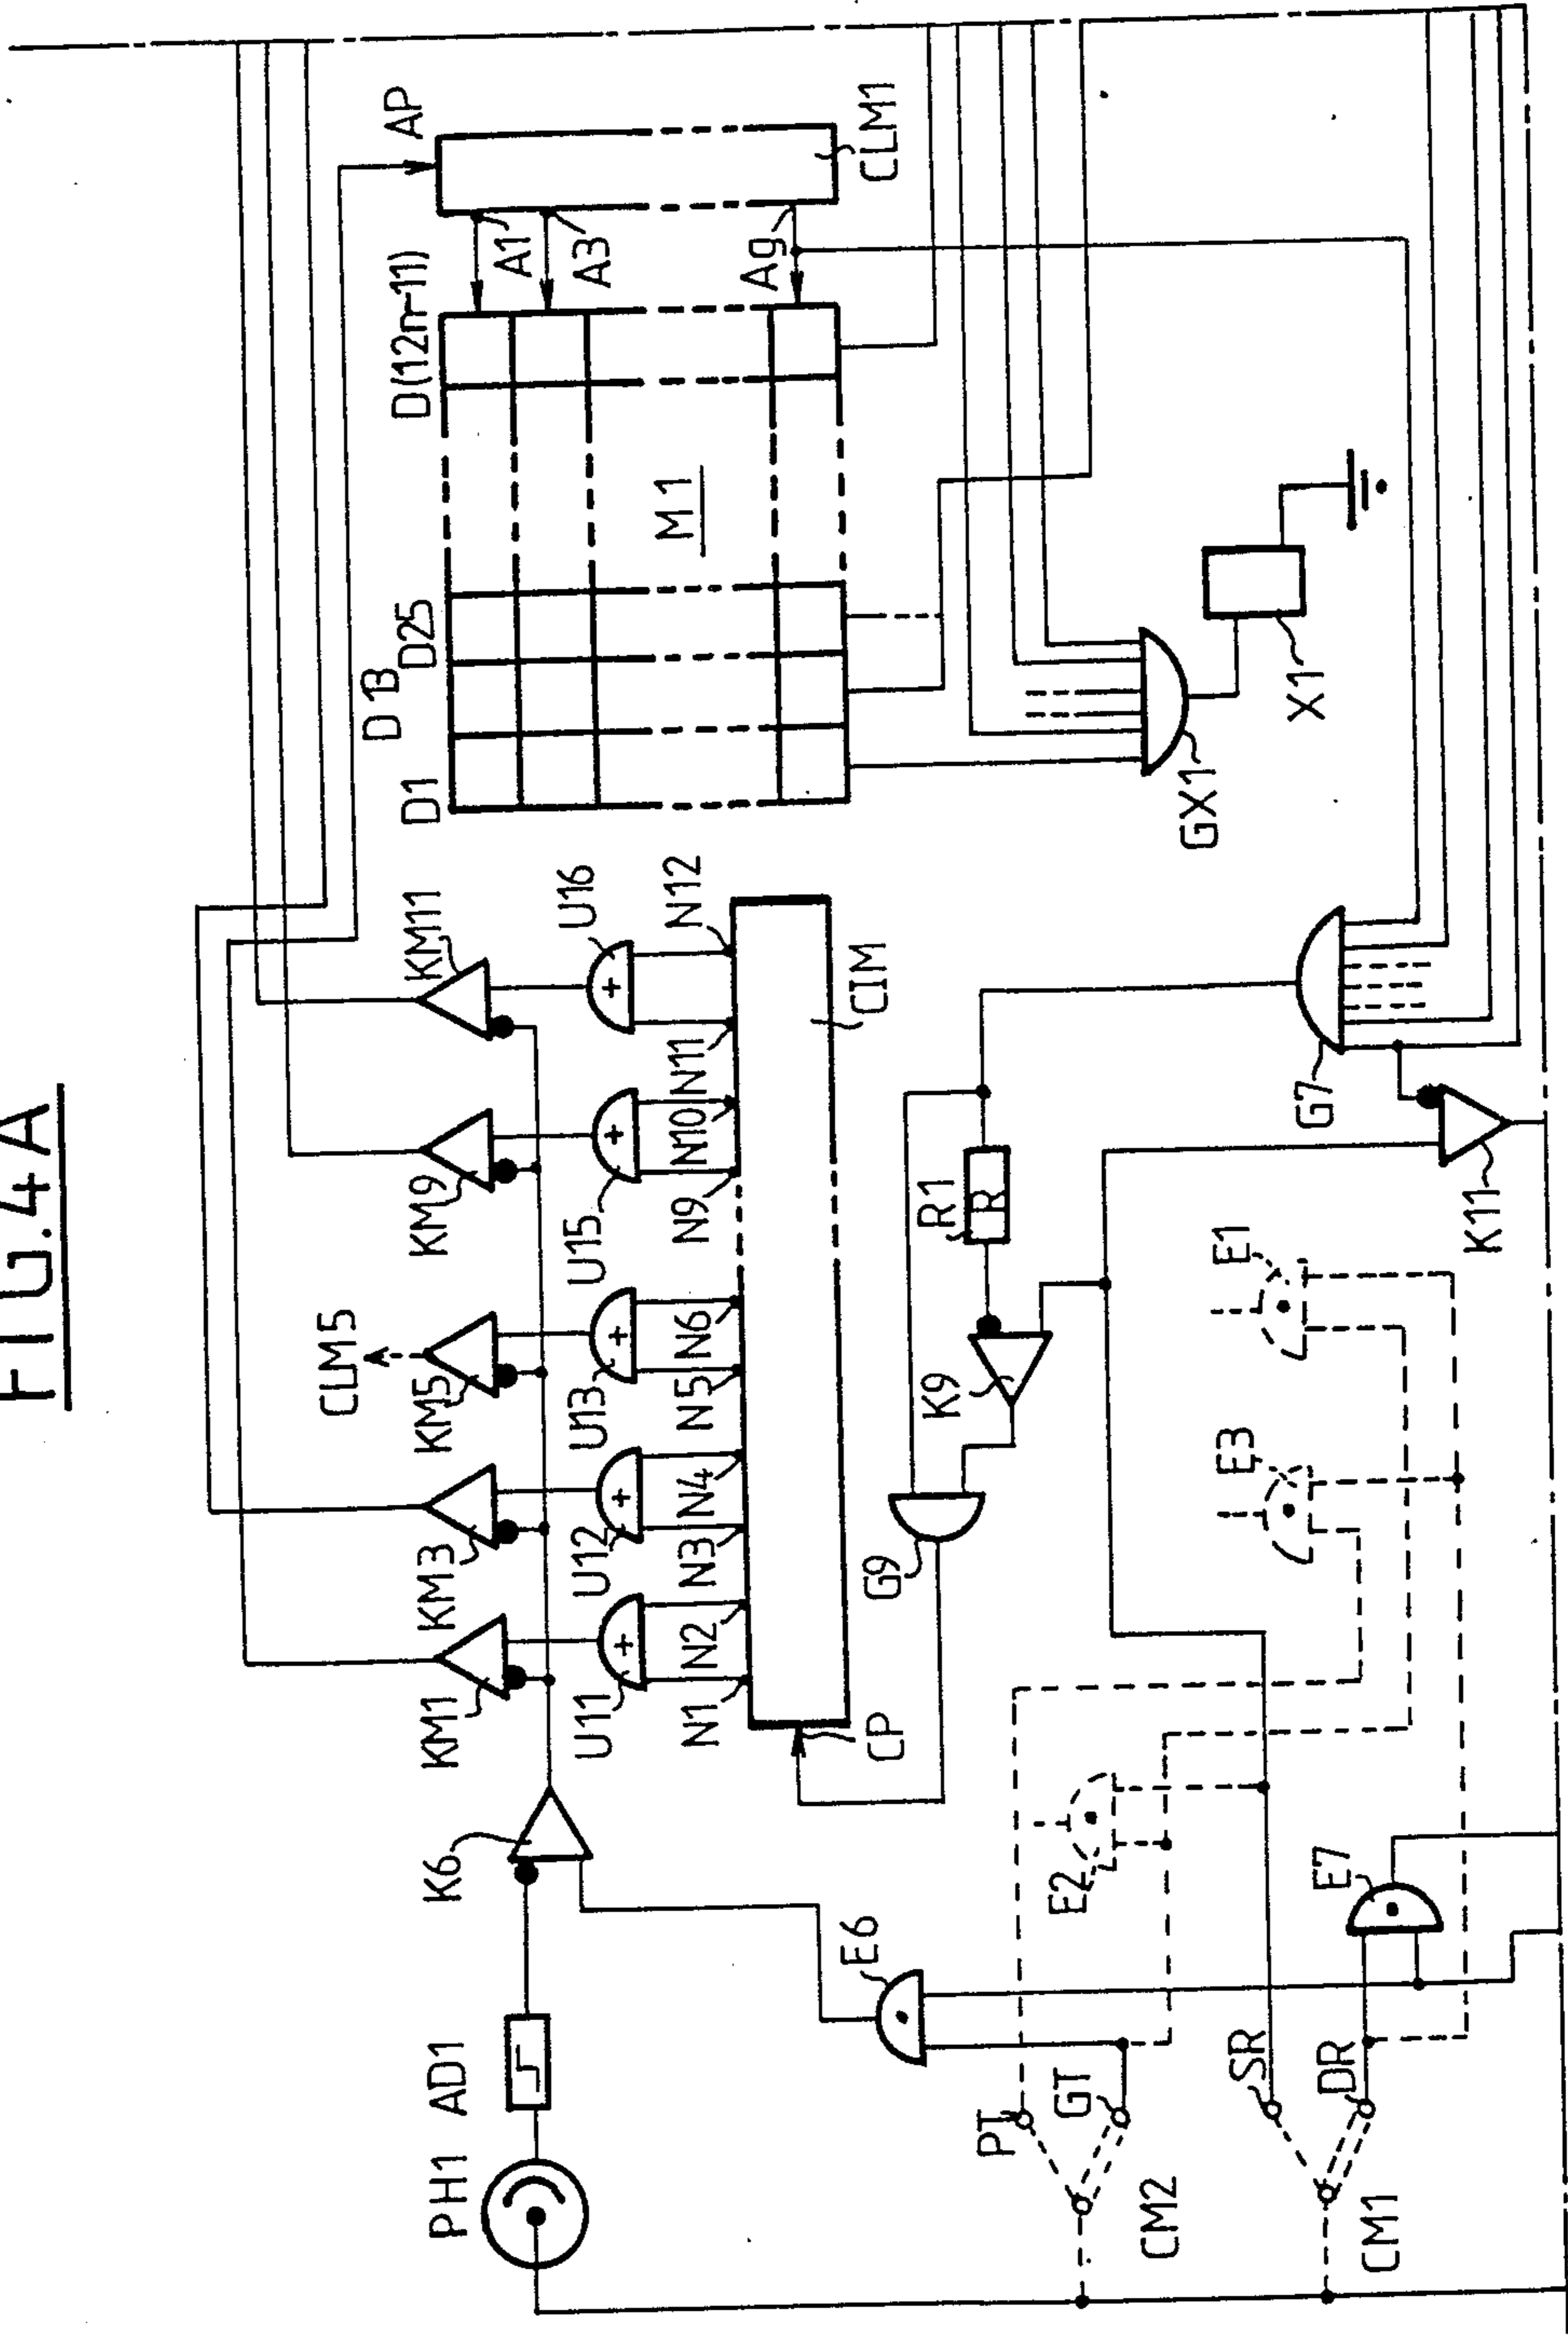 FIG.4A
PH1
AD1
K6
KM1
KM3
KM5
CLM5
KM9
KM11
U11
U12
U13
U15
U16
+
+
+
+
+
N1
N2
N3
N4
N5
N6
N9
N10
N11
N12
CP
CIM
D1
D13
D25
D(12n-11)
AP
M1
A1
A3
Ag
CLM1
GX1
X1
G9
K9
R1
R
G7
K11
E6
E2
E3
E1
E7
PT
GT
CM2
SR
DR
CM1